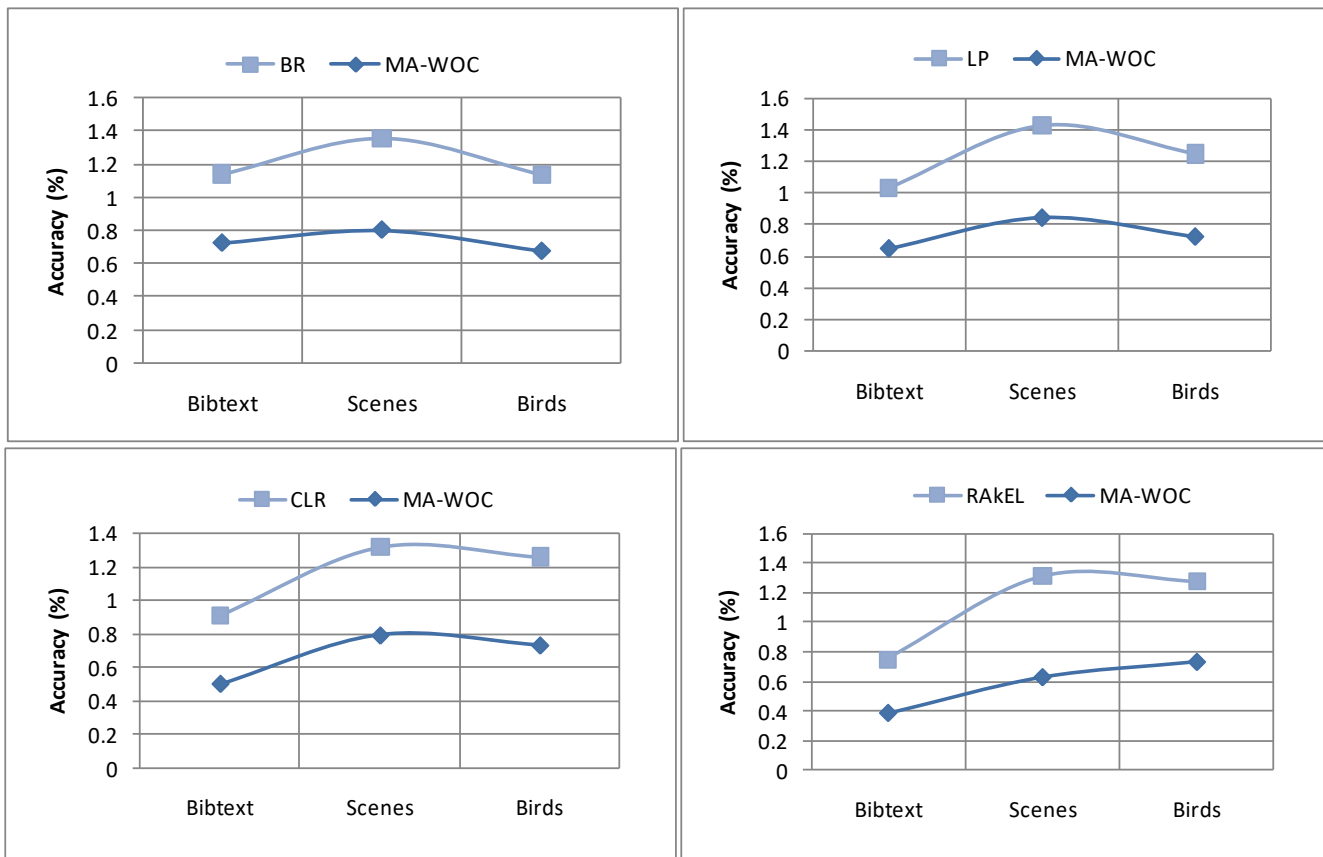 BR MA-WOC
1.6
1.4
1.2
1
0.8
0.6
0.4
0.2
0
Accuracy (%)
Bibtext Scenes Birds
LP MA-WOC
1.6
1.4
1.2
1
0.8
0.6
0.4
0.2
0
Accuracy (%)
Bibtext Scenes Birds
CLR MA-WOC
1.4
1.2
1
0.8
0.6
0.4
0.2
0
Accuracy (%)
Bibtext Scenes Birds
RAkEL MA-WOC
1.6
1.4
1.2
1
0.8
0.6
0.4
0.2
0
Accuracy (%)
Bibtext Scenes Birds